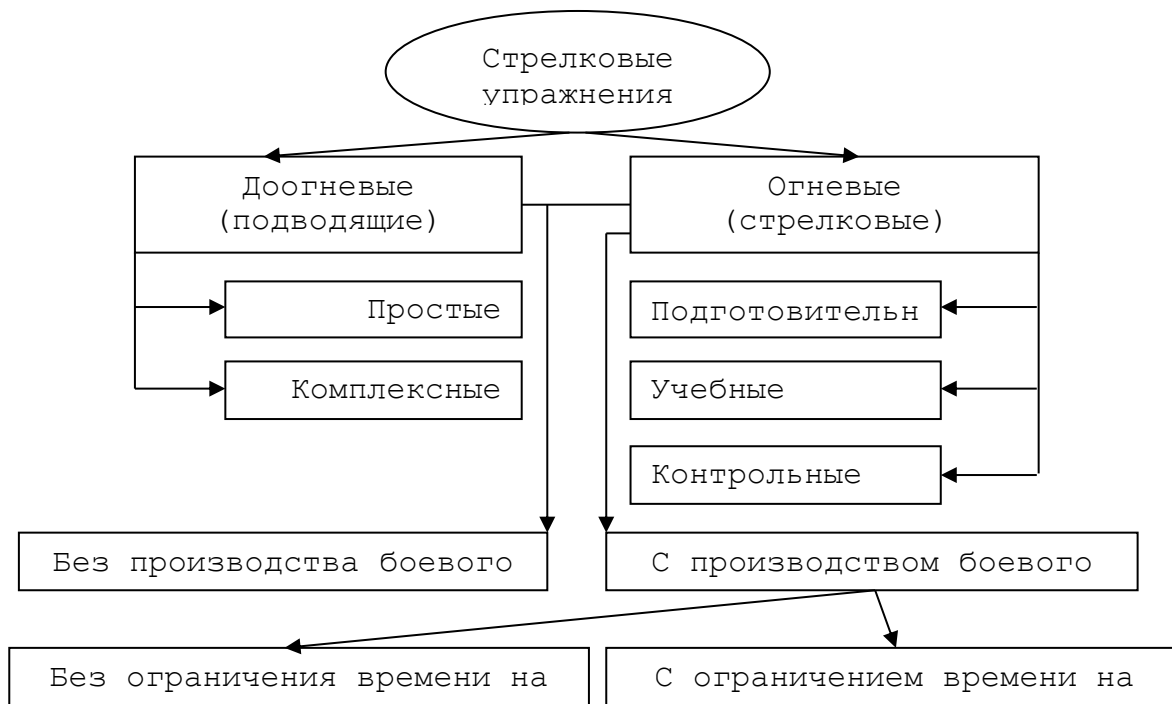 Стрелковые
упражнения
Доогневые
(подводящие)
Огневые
(стрелковые)
Простые
Комплексные
Подготовительн
Учебные
Контрольные
Без производства боевого
С производством боевого
Без ограничения времени на
С ограничением времени на